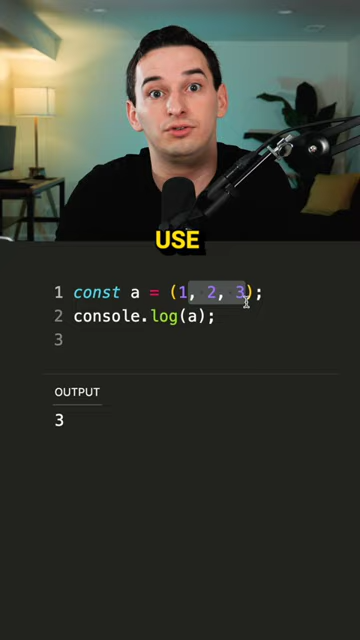 USE
1 const a = (1, 2, 3);
2 console.log(a);
3
OUTPUT
3